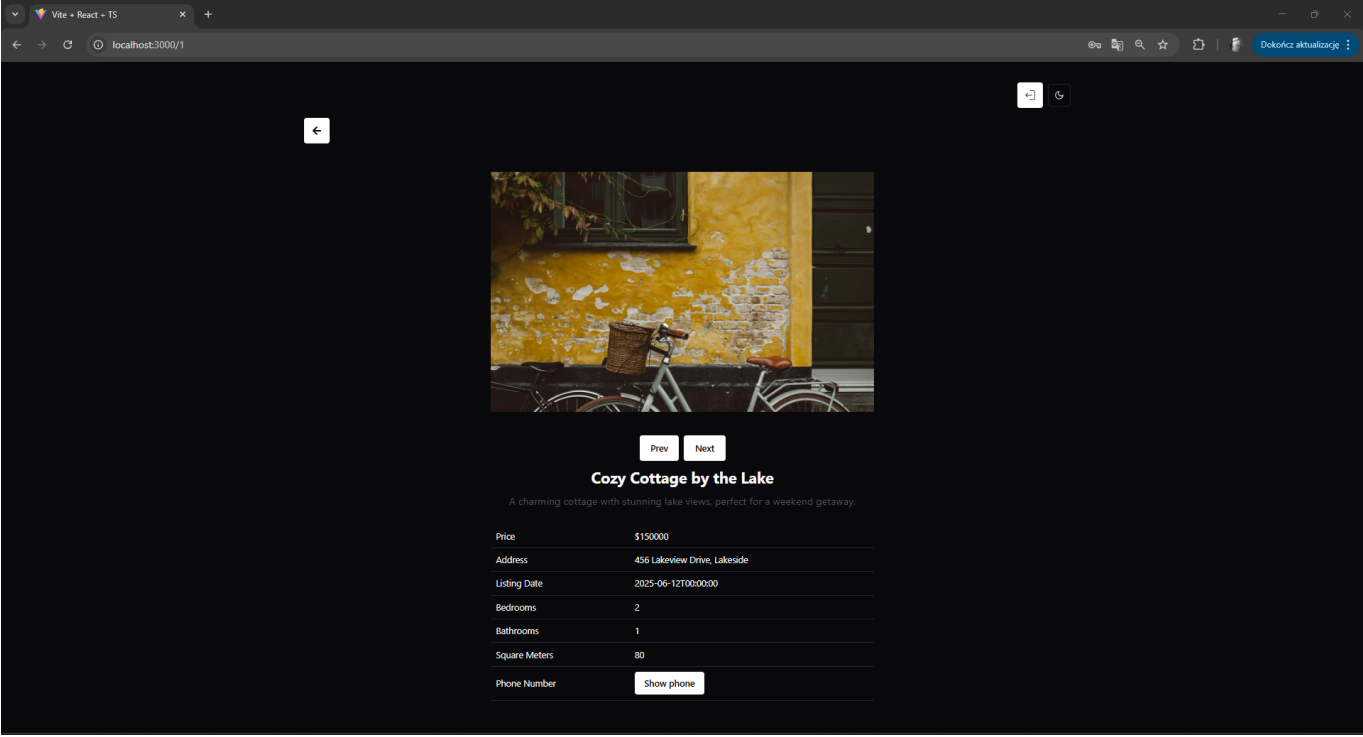 Vite + React + TS
localhost:3000/1
Dokończ aktualizację
Prev Next
Cozy Cottage by the Lake
A charming cottage with stunning lake views, perfect for a weekend getaway.
Price $150000
Address 456 Lakeview Drive, Lakeside
Listing Date 2025-06-12T00:00:00
Bedrooms 2
Bathrooms 1
Square Meters 80
Phone Number Show phone